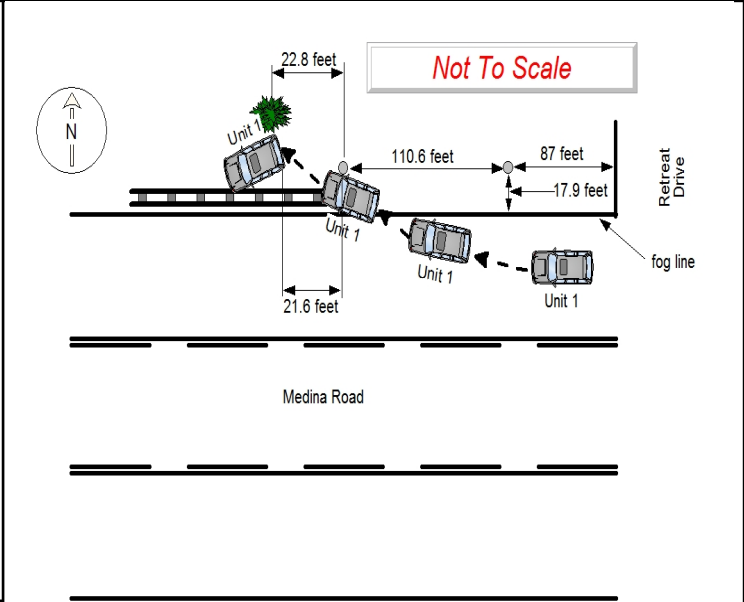 22.8 feet
Not To Scale
N
Unit 1
110.6 feet
87 feet
17.9 feet
Retreat
Drive
Unit 1
Unit 1
fog line
Unit 1
21.6 feet
Medina Road